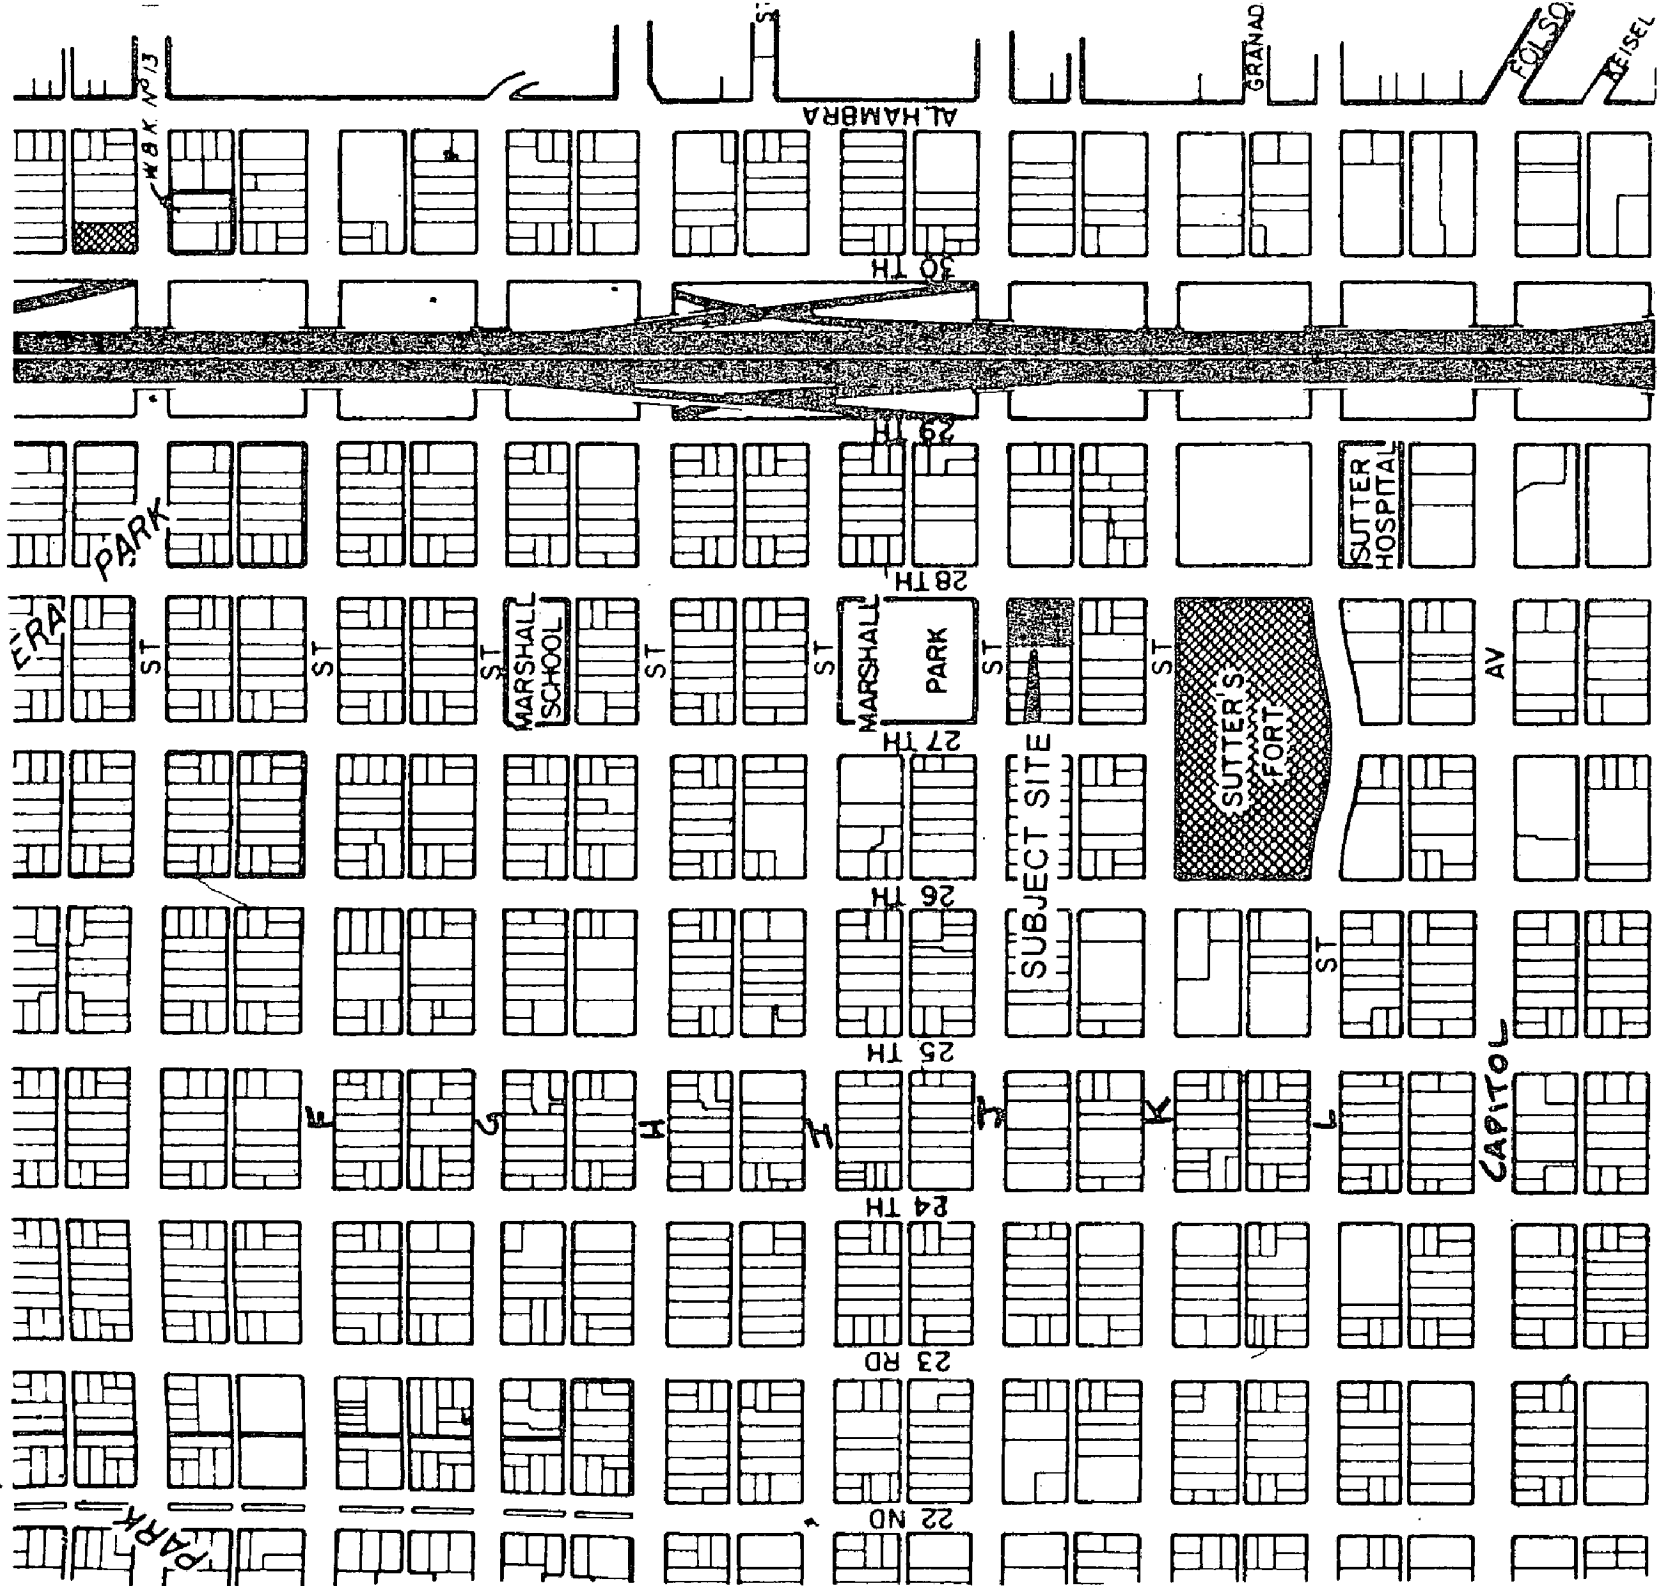 W B K Nº 13
GRANAD
FOLSO
KEISEL
ALHAMBRA
30 TH
29 TH
SUTTER
HOSPITAL
PARK
28 TH
ERA
ST
ST
ST
MARSHALL
SCHOOL
ST
ST
MARSHALL
PARK
ST
ST
SUTTER'S
FORT
AV
27 TH
SUBJECT SITE
26 TH
ST
25 TH
F
G
H
K
L
CAPITOL
24 TH
23 RD
22 ND
PARK